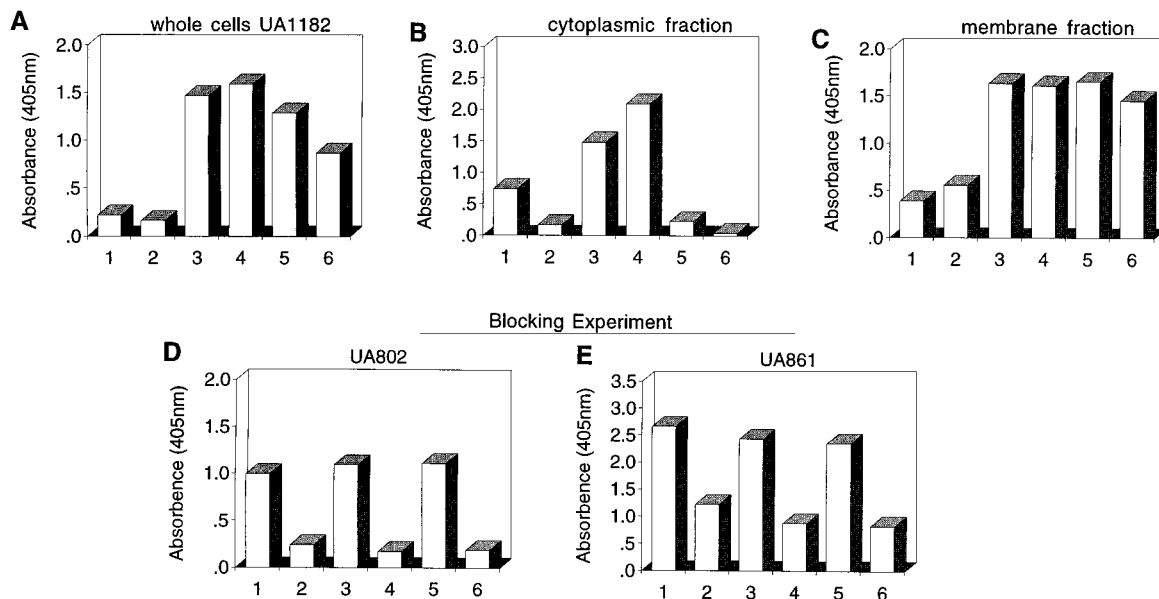 A
whole cells UA1182
Absorbance (405nm)
2.0
1.5
1.0
.5
.0
1 2 3 4 5 6
B
cytoplasmic fraction
Absorbance (405nm)
3.0
2.5
2.0
1.5
1.0
.5
.0
1 2 3 4 5 6
C
membrane fraction
Absorbance (405nm)
2.0
1.5
1.0
.5
.0
1 2 3 4 5 6
Blocking Experiment
D
UA802
Absorbence (405nm)
2.0
1.5
1.0
.5
.0
1 2 3 4 5 6
E
UA861
Absorbence (405nm)
3.5
3.0
2.5
2.0
1.5
1.0
.5
.0
1 2 3 4 5 6